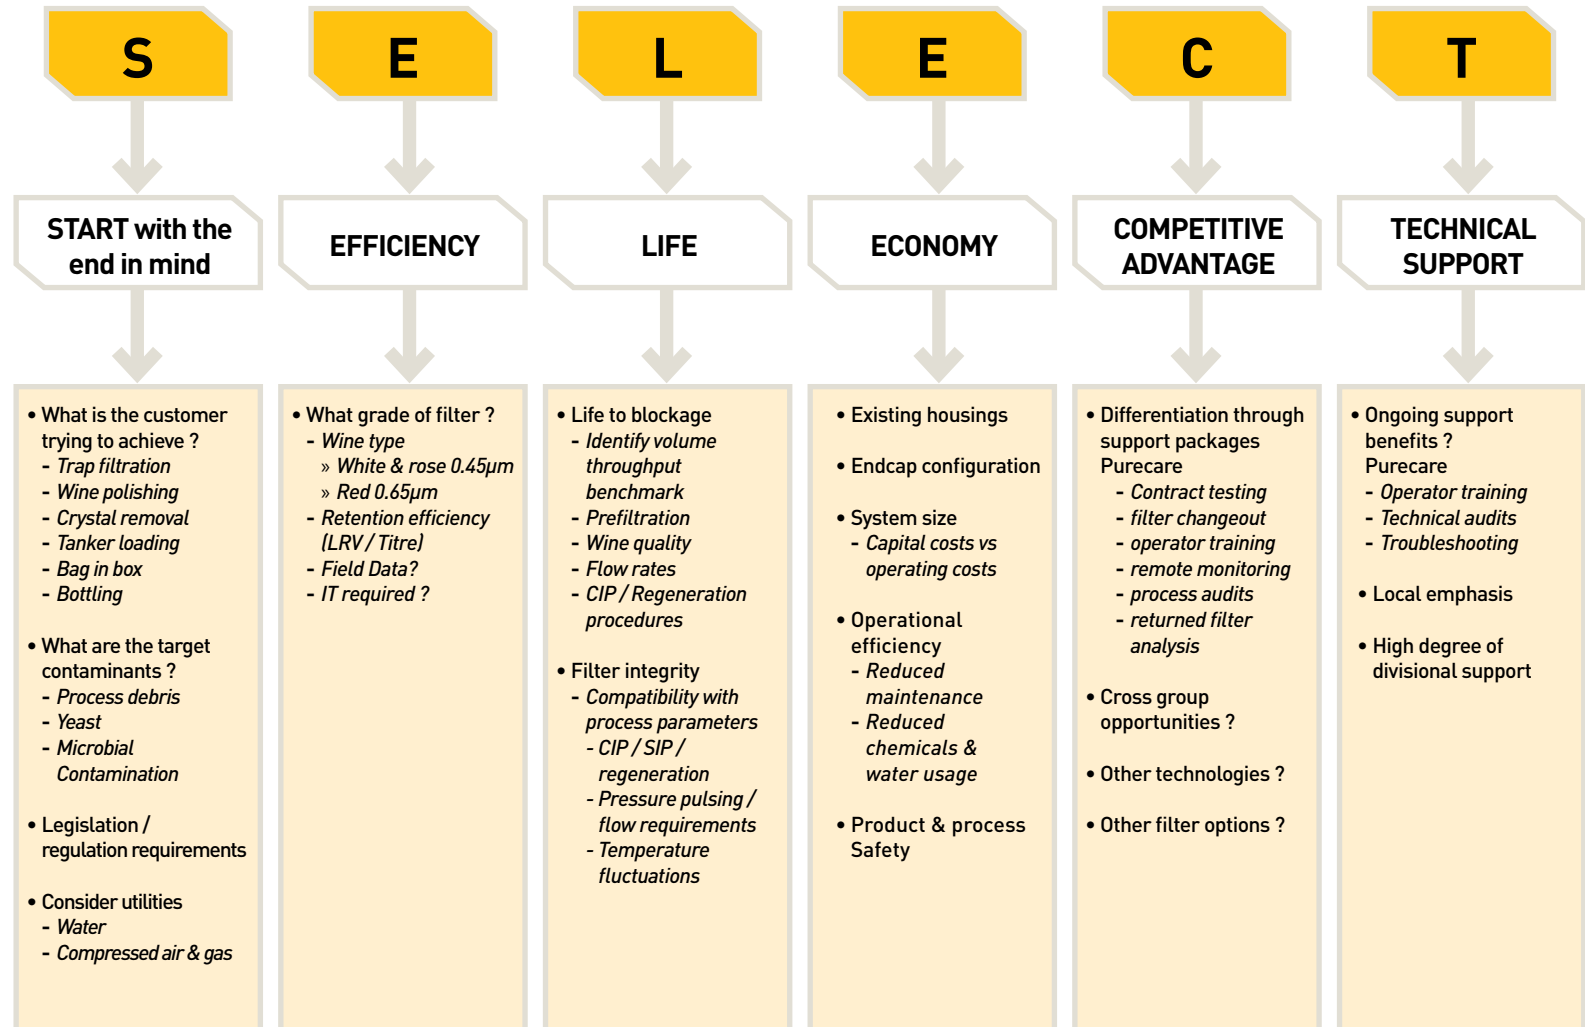 S
START with the
end in mind
• What is the customer
trying to achieve ?
- Trap filtration
- Wine polishing
- Crystal removal
- Tanker loading
- Bag in box
- Bottling
• What are the target
contaminants ?
- Process debris
- Yeast
- Microbial
Contamination
• Legislation /
regulation requirements
• Consider utilities
- Water
- Compressed air & gas
E
EFFICIENCY
• What grade of filter ?
- Wine type
» White & rose 0.45µm
» Red 0.65µm
- Retention efficiency
(LRV / Titre)
- Field Data?
- IT required ?
L
LIFE
• Life to blockage
- Identify volume
throughput
benchmark
- Prefiltration
- Wine quality
- Flow rates
- CIP / Regeneration
procedures
• Filter integrity
- Compatibility with
process parameters
- CIP / SIP /
regeneration
- Pressure pulsing /
flow requirements
- Temperature
fluctuations
E
ECONOMY
• Existing housings
• Endcap configuration
• System size
- Capital costs vs
operating costs
• Operational
efficiency
- Reduced
maintenance
- Reduced
chemicals &
water usage
• Product & process
Safety
C
COMPETITIVE
ADVANTAGE
• Differentiation through
support packages
Purecare
- Contract testing
- filter changeout
- operator training
- remote monitoring
- process audits
- returned filter
analysis
• Cross group
opportunities ?
• Other technologies ?
• Other filter options ?
T
TECHNICAL
SUPPORT
• Ongoing support
benefits ?
Purecare
- Operator training
- Technical audits
- Troubleshooting
• Local emphasis
• High degree of
divisional support